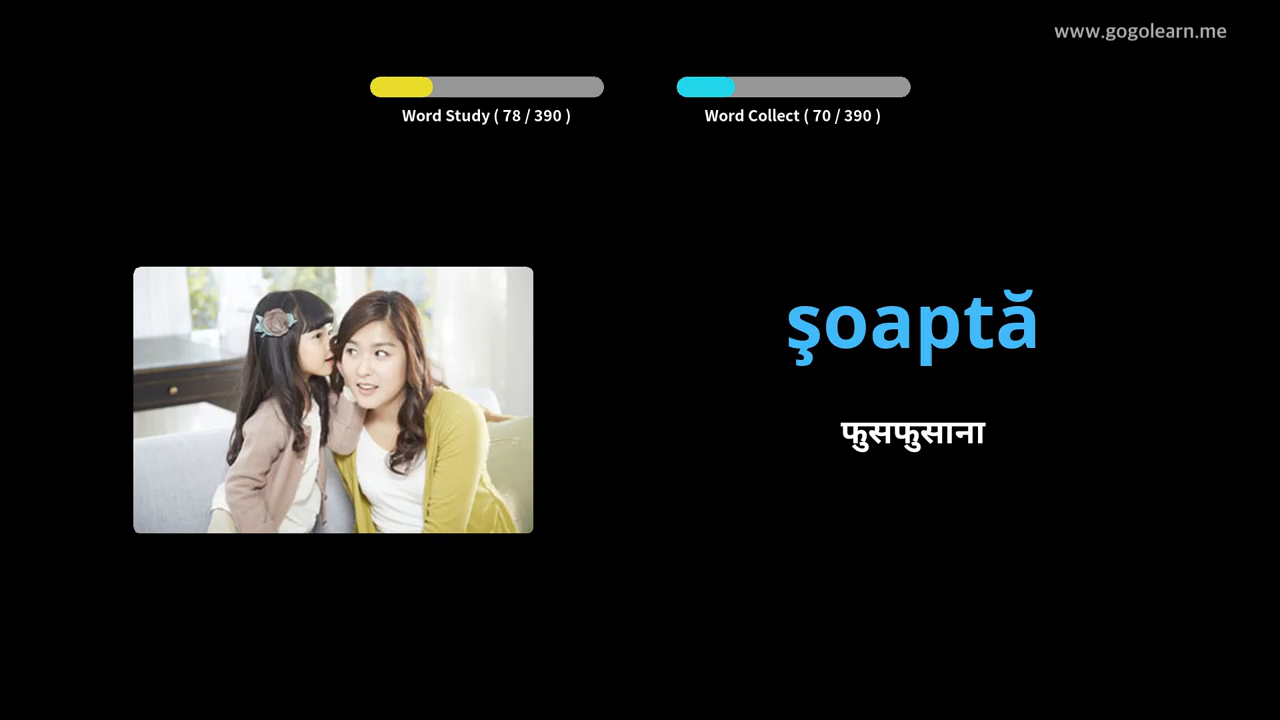 www.gogolearn.me
Word Study ( 78 / 390 )
Word Collect ( 70 / 390 )
şoaptă
फुसफुसाना